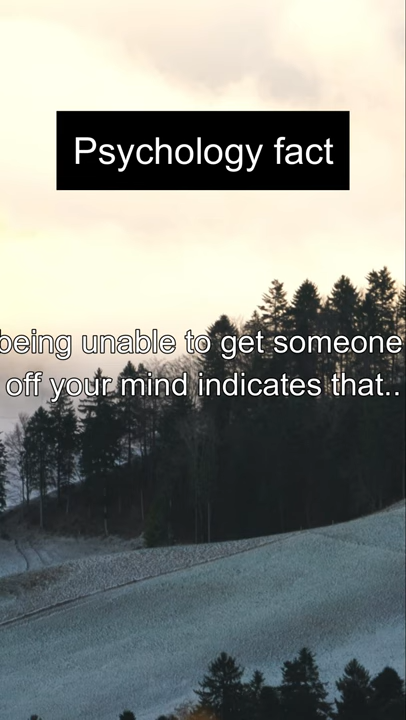 Psychology fact
being unable to get someone
off your mind indicates that..